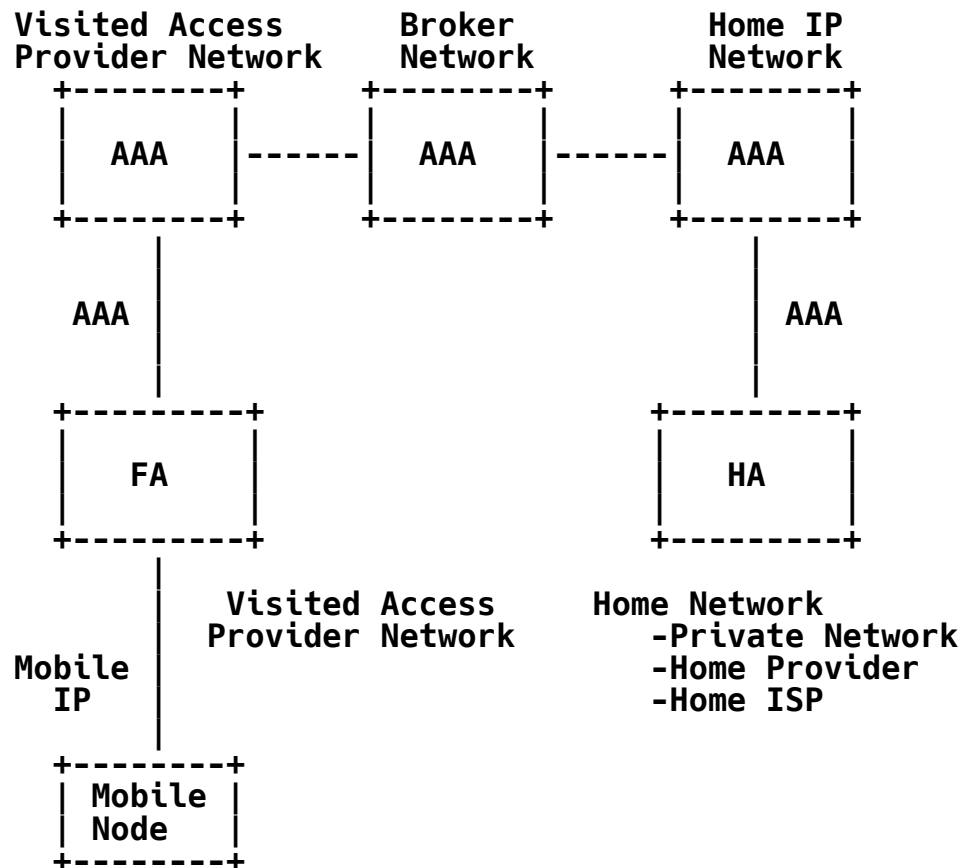 Visited Access           Broker          Home IP
Provider Network    Network          Network
+--------+      +--------+      +--------+
|        |      |        |      |        |
|  AAA   |------|  AAA   |------|  AAA   |
|        |      |        |      |        |
+--------+      +--------+      +--------+
     |                              |
     |                              |
 AAA |                              | AAA
     |                              |
     |                              |
+---------+                    +---------+
|         |                    |         |
|   FA    |                    |   HA    |
|         |                    |         |
+---------+                    +---------+
     |
     |  Visited Access     Home Network
     | Provider Network       -Private Network
Mobile |                      -Home Provider
  IP   |                      -Home ISP
     |
+--------+
| Mobile |
| Node   |
+--------+